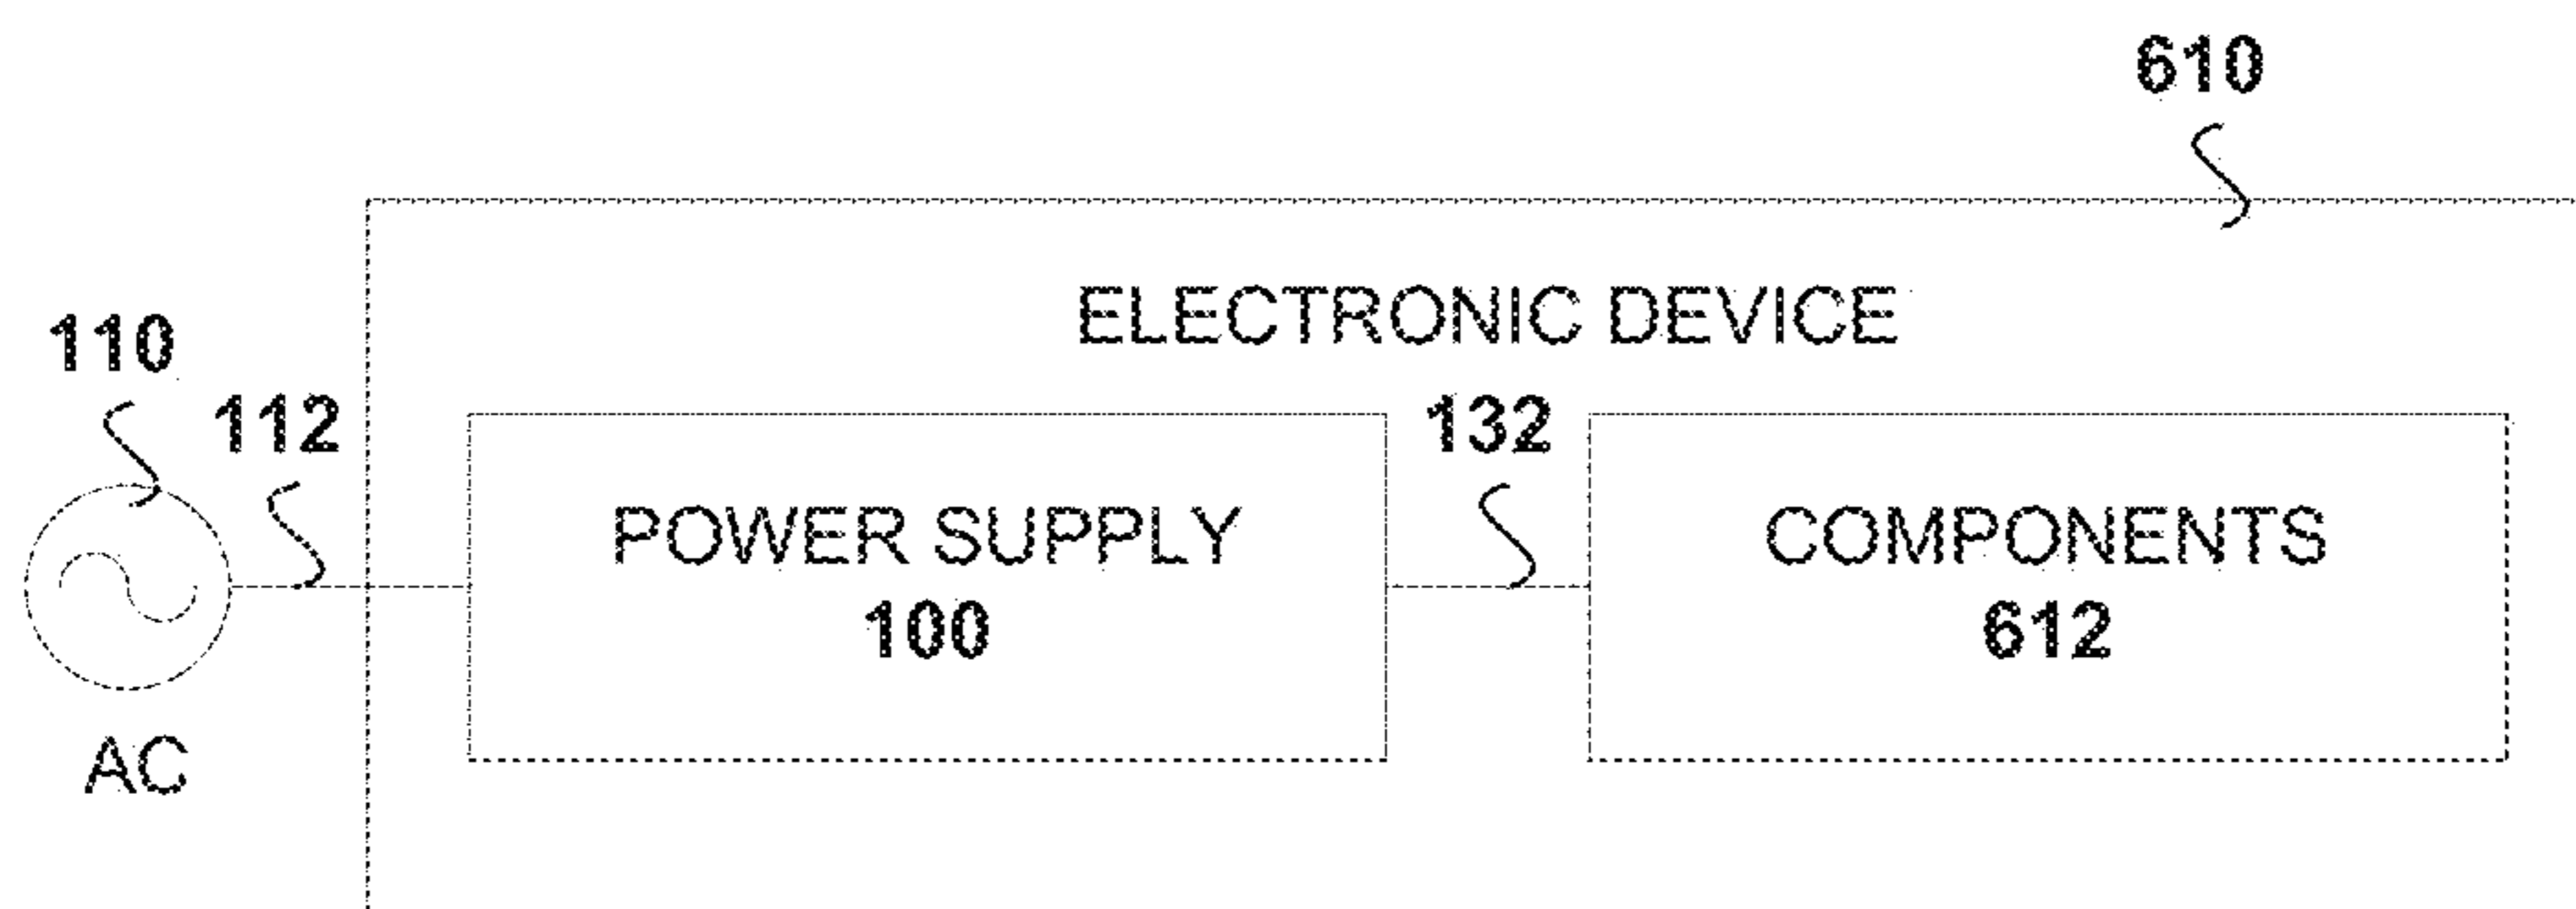 610
ELECTRONIC DEVICE
110
112
132
POWER SUPPLY
100
COMPONENTS
612
AC